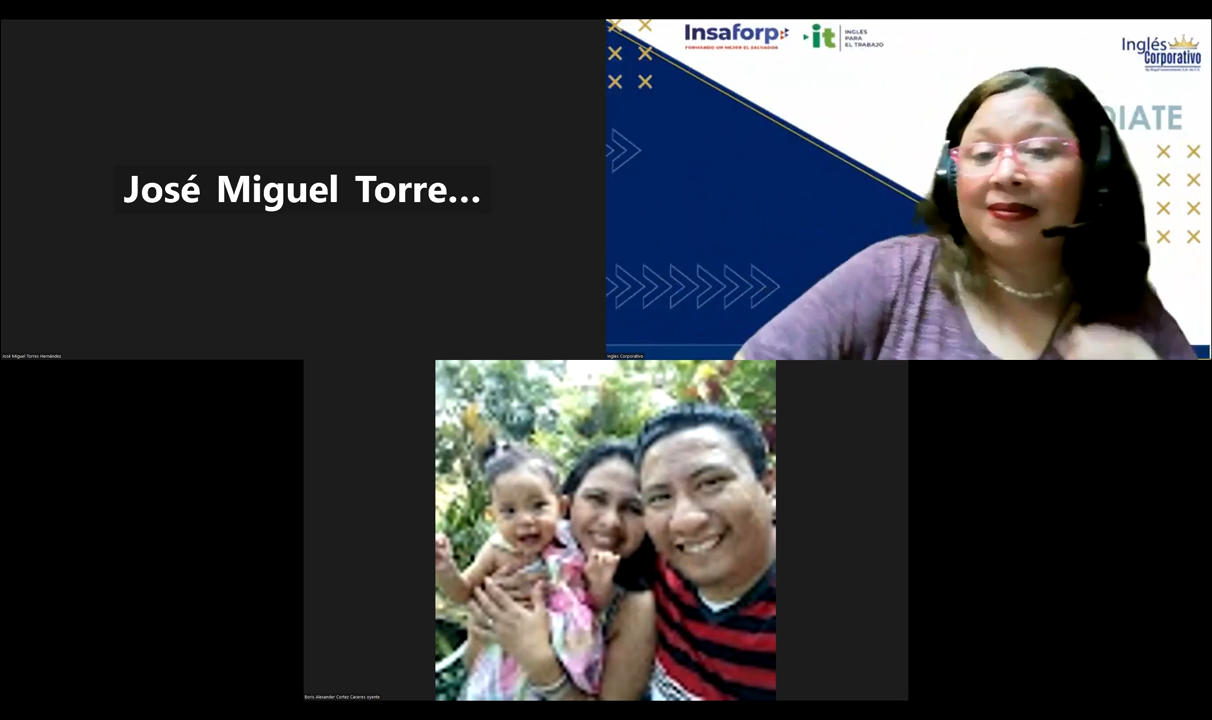 José Miguel Torre...
José Miguel Torres Hernández
Insaforp
FORMANDO UN MEJOR EL SALVADOR
it
INGLÉS
PARA
EL TRABAJO
Inglés
Corporativo
DIATE
Inglés Corporativo
Boris Alexander Cortez Caceres oyente